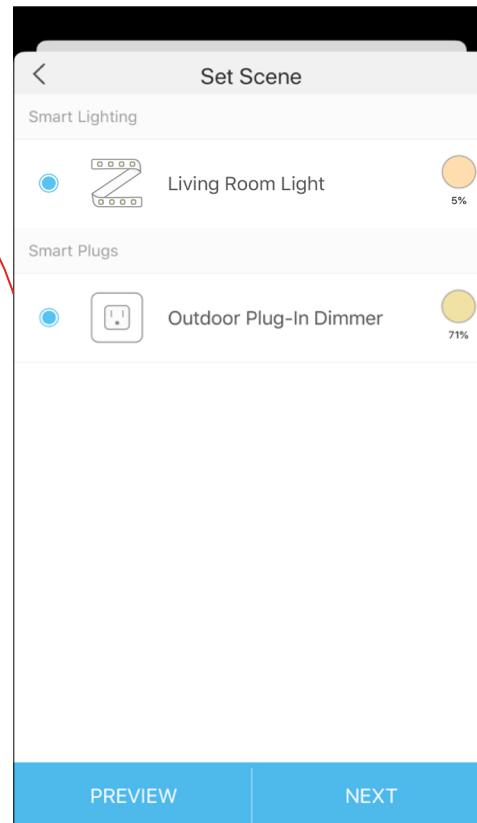 Set Scene
Smart Lighting
Living Room Light
5%
Smart Plugs
Outdoor Plug-In Dimmer
71%
PREVIEW NEXT